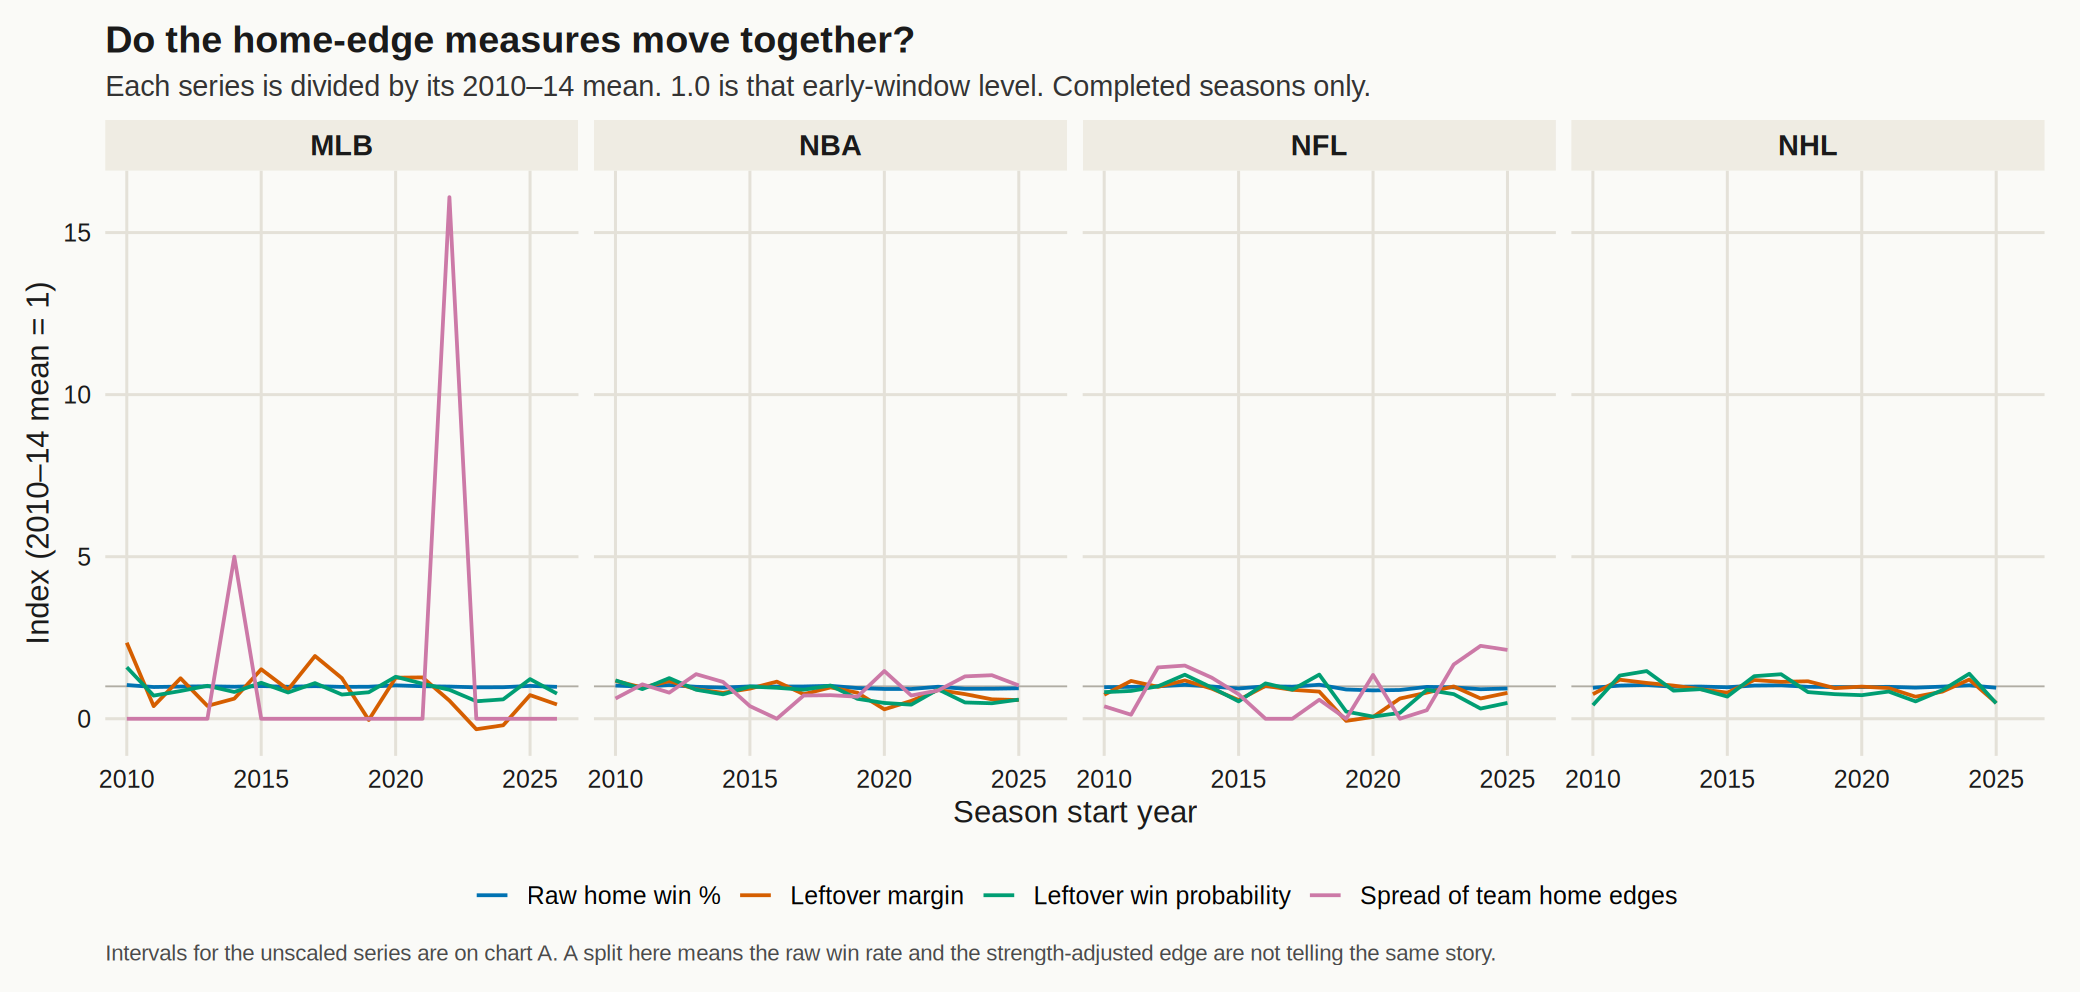 Do the home-edge measures move together?
Each series is divided by its 2010–14 mean. 1.0 is that early-window level. Completed seasons only.
MLB NBA NFL NHL
Index (2010–14 mean = 1)
15
10
5
0
2010 2015 2020 2025 2010 2015 2020 2025 2010 2015 2020 2025 2010 2015 2020 2025
Season start year
Raw home win % Leftover margin Leftover win probability Spread of team home edges
Intervals for the unscaled series are on chart A. A split here means the raw win rate and the strength-adjusted edge are not telling the same story.